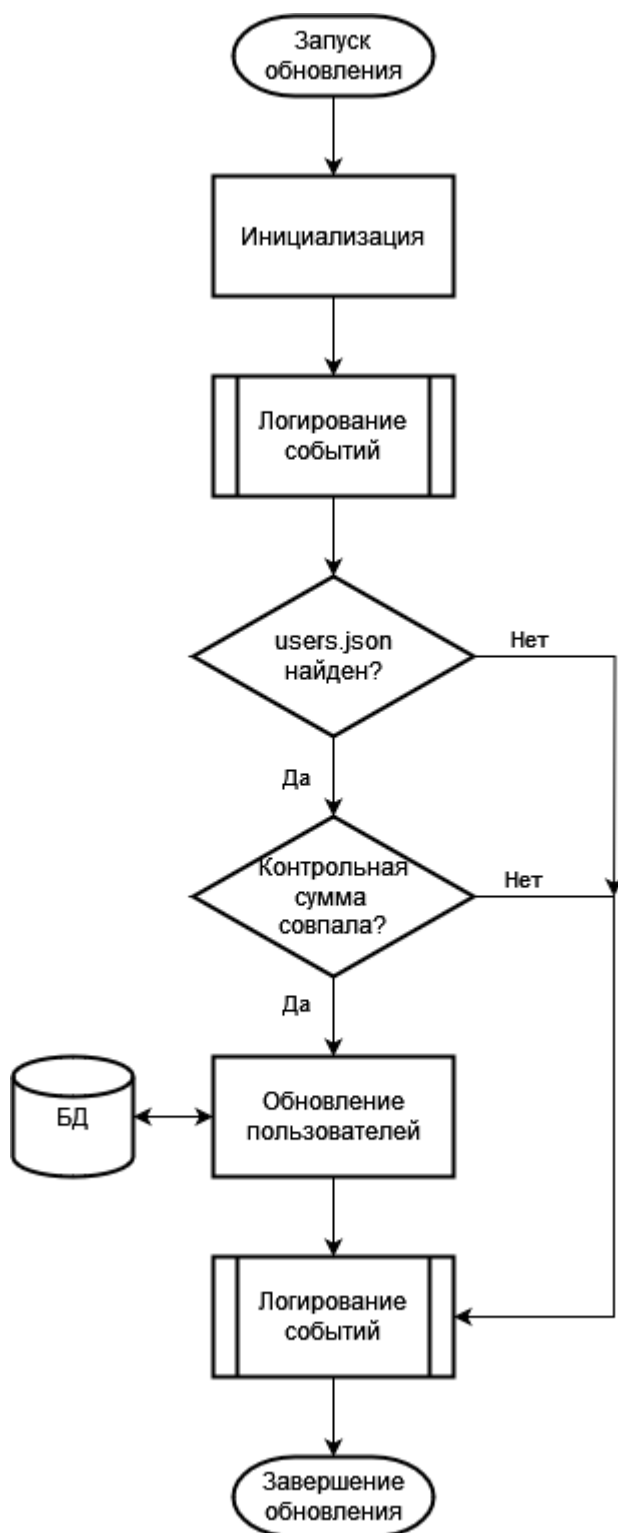 Запуск
обновления
Инициализация
Логирование
событий
users.json
найден?
Нет
Да
Контрольная
сумма
совпала?
Нет
Да
БД
Обновление
пользователей
Логирование
событий
Завершение
обновления